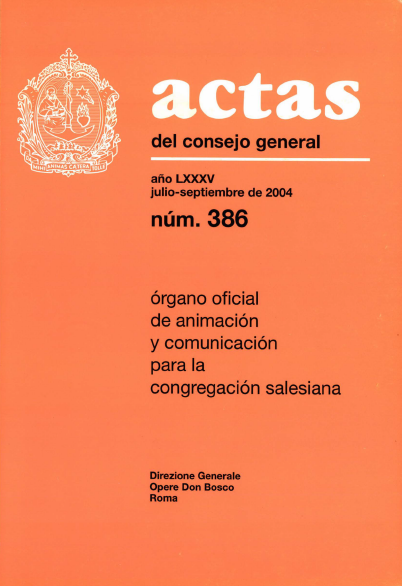 actas
del consejo general
año LXXXV
julio-septiembre de 2004
núm. 386
órgano oficial
de animación
y comunicación
para la
congregación salesiana
Direzione Generale
Opere Don Bosco
Roma